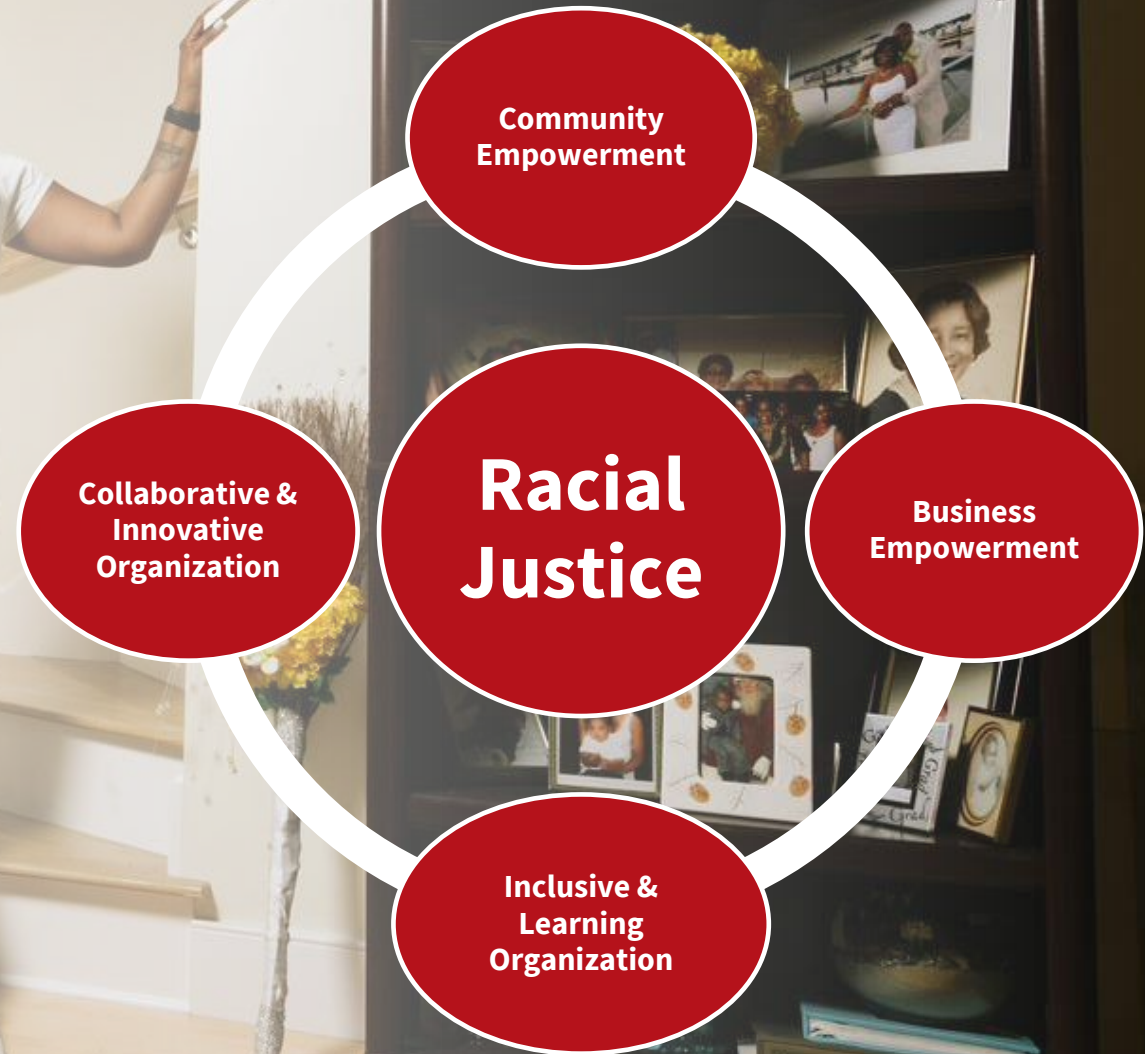 Community
Empowerment
Collaborative &
Innovative
Organization
Racial
Justice
Business
Empowerment
Inclusive &
Learning
Organization